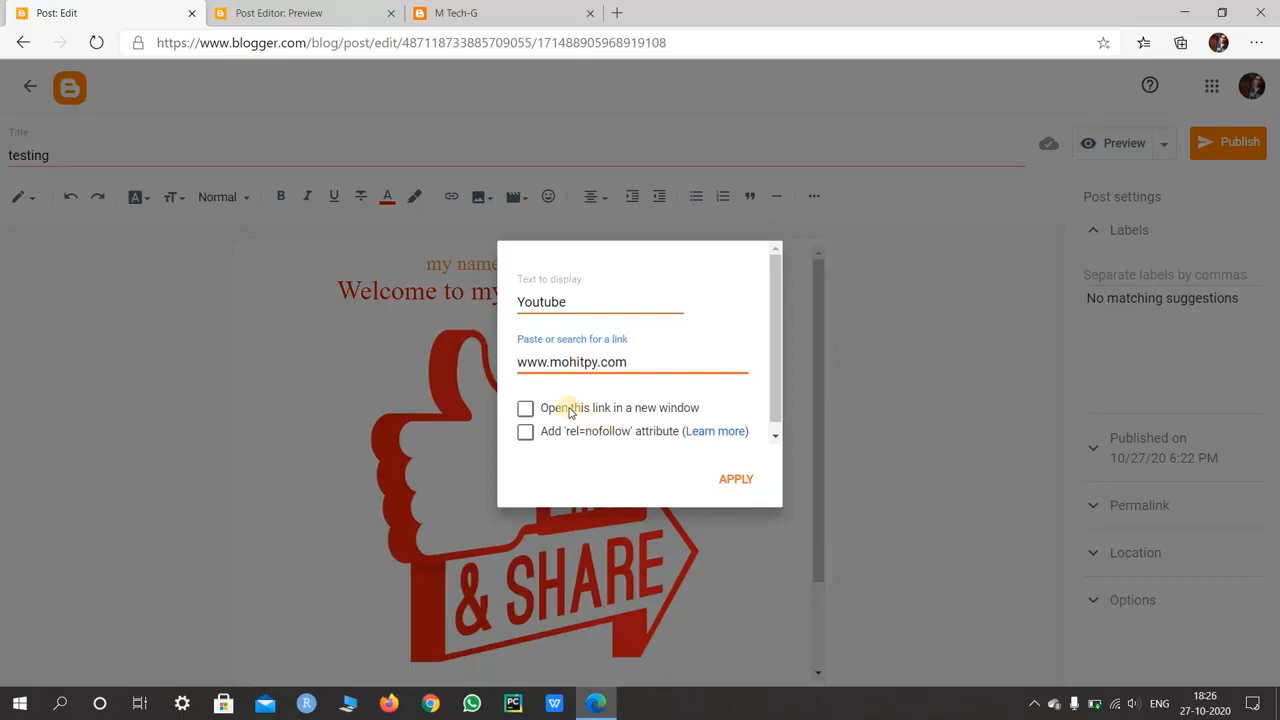 Post: Edit
Post Editor: Preview
M Tech-G
https://www.blogger.com/blog/post/edit/487118733885709055/171488905968919108
Title
testing
Preview
Publish
Normal
Post settings
Labels
Separate labels by commas
No matching suggestions
my name
Welcome to my
Text to display
Youtube
Paste or search for a link
www.mohitpy.com
Open this link in a new window
Add 'rel=nofollow' attribute (Learn more)
APPLY
& SHARE
Published on
10/27/20 6:22 PM
Permalink
Location
Options
ENG
18:26
27-10-2020